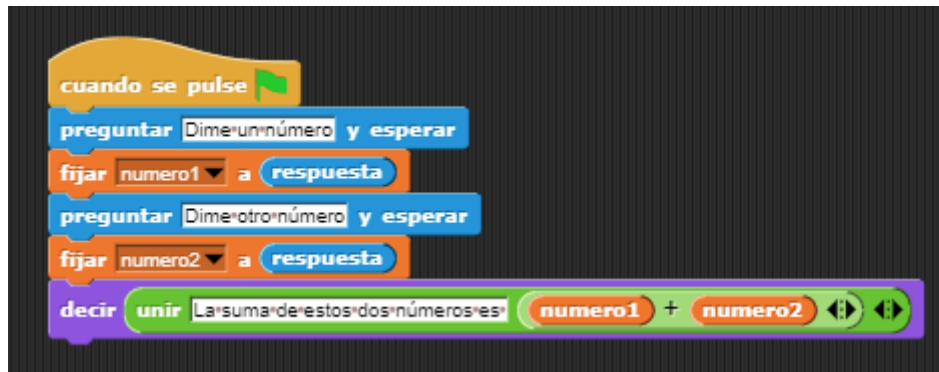 cuando se pulse
preguntar Dime un número y esperar
fijar numero1 a respuesta
preguntar Dime otro número y esperar
fijar numero2 a respuesta
decir unir La suma de estos dos números es numero1 + numero2